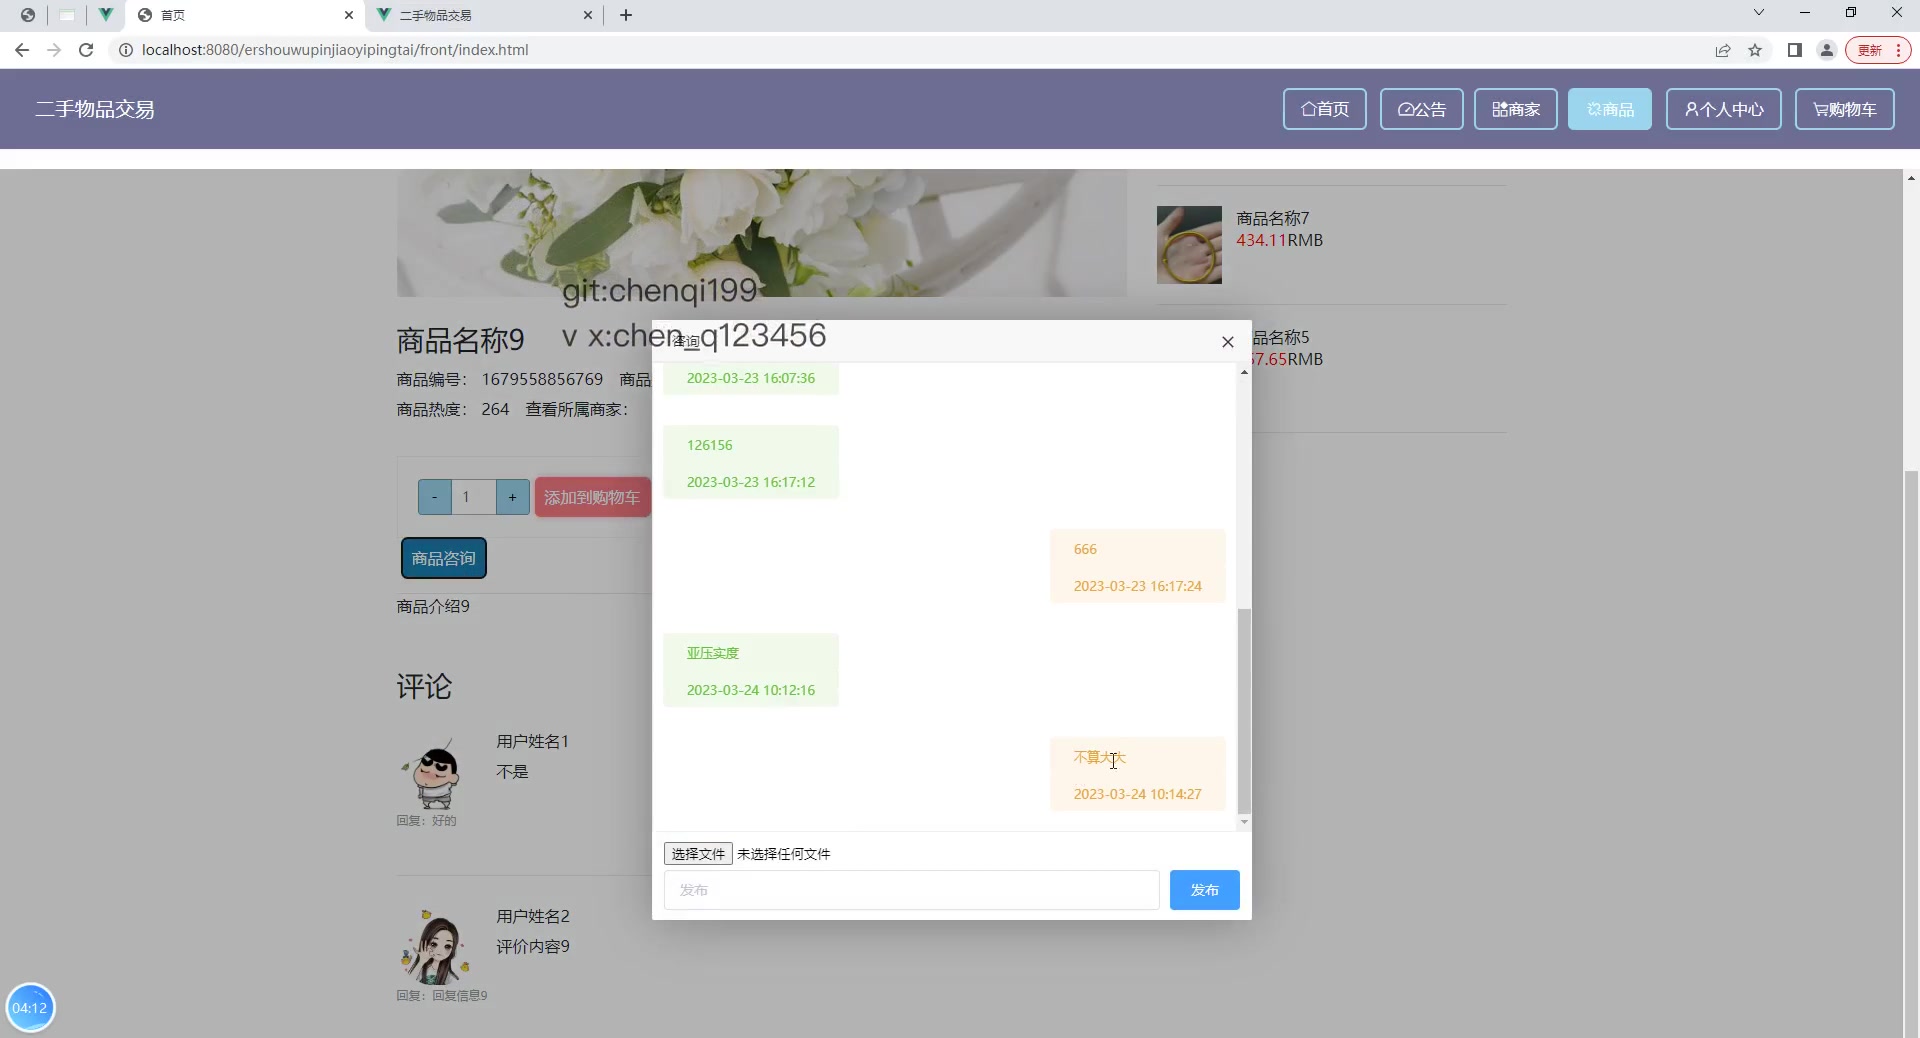 首页
二手物品交易
localhost:8080/ershouwupinjiaoyipingtai/front/index.html
更新
二手物品交易
首页
公告
商家
商品
个人中心
购物车
商品名称7
434.11RMB
git:chenqi199
v x:chen_q123456
商品名称9
品名称5
57.65RMB
商品编号： 1679558856769 商品
商品热度： 264 查看所属商家：
- 1 + 添加到购物车
商品咨询
商品介绍9
评论
用户姓名1
不是
回复：好的
用户姓名2
评价内容9
回复：回复信息9
咨询
2023-03-23 16:07:36
126156
2023-03-23 16:17:12
666
2023-03-23 16:17:24
亚压实度
2023-03-24 10:12:16
不算大大
2023-03-24 10:14:27
选择文件 未选择任何文件
发布
发布
04:12